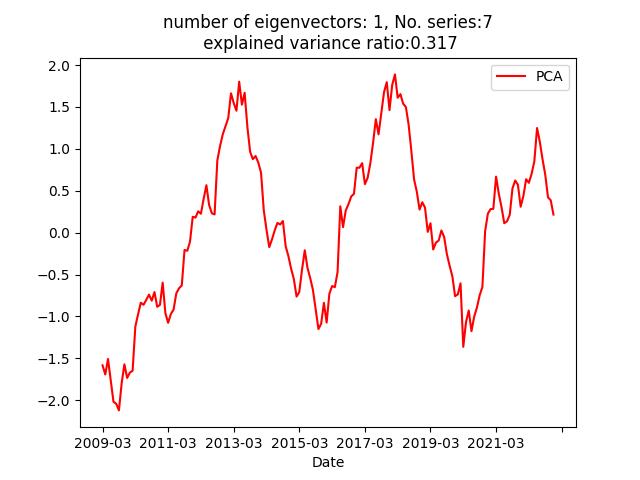 number of eigenvectors: 1, No. series:7
explained variance ratio:0.317
PCA
2.0
1.5
1.0
0.5
0.0
−0.5
−1.0
−1.5
−2.0
2009-03 2011-03 2013-03 2015-03 2017-03 2019-03 2021-03
Date